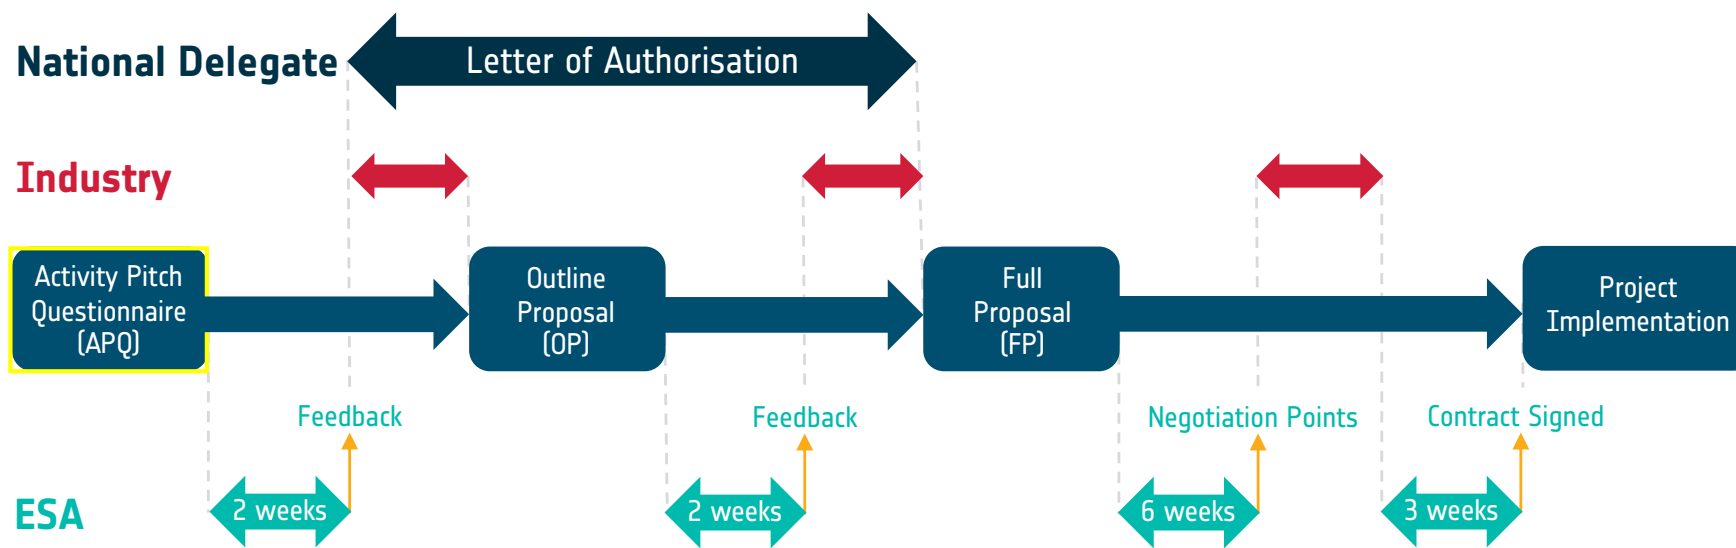 National Delegate
Letter of Authorisation
Industry
Activity Pitch
Questionnaire
(APQ)
Outline
Proposal
(OP)
Full
Proposal
(FP)
Project
Implementation
Feedback
Feedback
Negotiation Points
Contract Signed
ESA
2 weeks
2 weeks
6 weeks
3 weeks